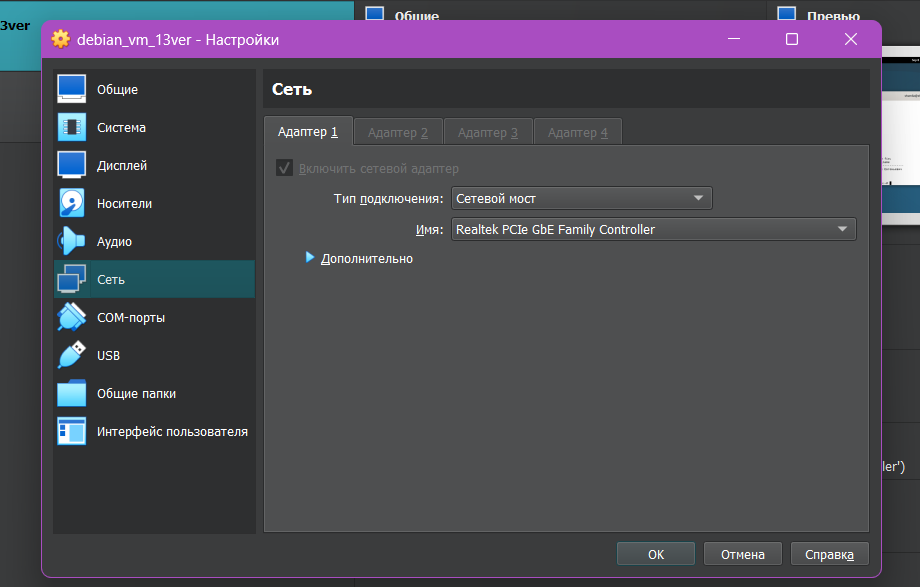 3ver
Общие
Превью
debian_vm_13ver - Настройки
Общие
Система
Дисплей
Носители
Аудио
Сеть
COM-порты
USB
Общие папки
Интерфейс пользователя
Сеть
Адаптер 1
Адаптер 2
Адаптер 3
Адаптер 4
Включить сетевой адаптер
Тип подключения: Сетевой мост
Имя: Realtek PCIe GbE Family Controller
Дополнительно
ler')
OK
Отмена
Справка